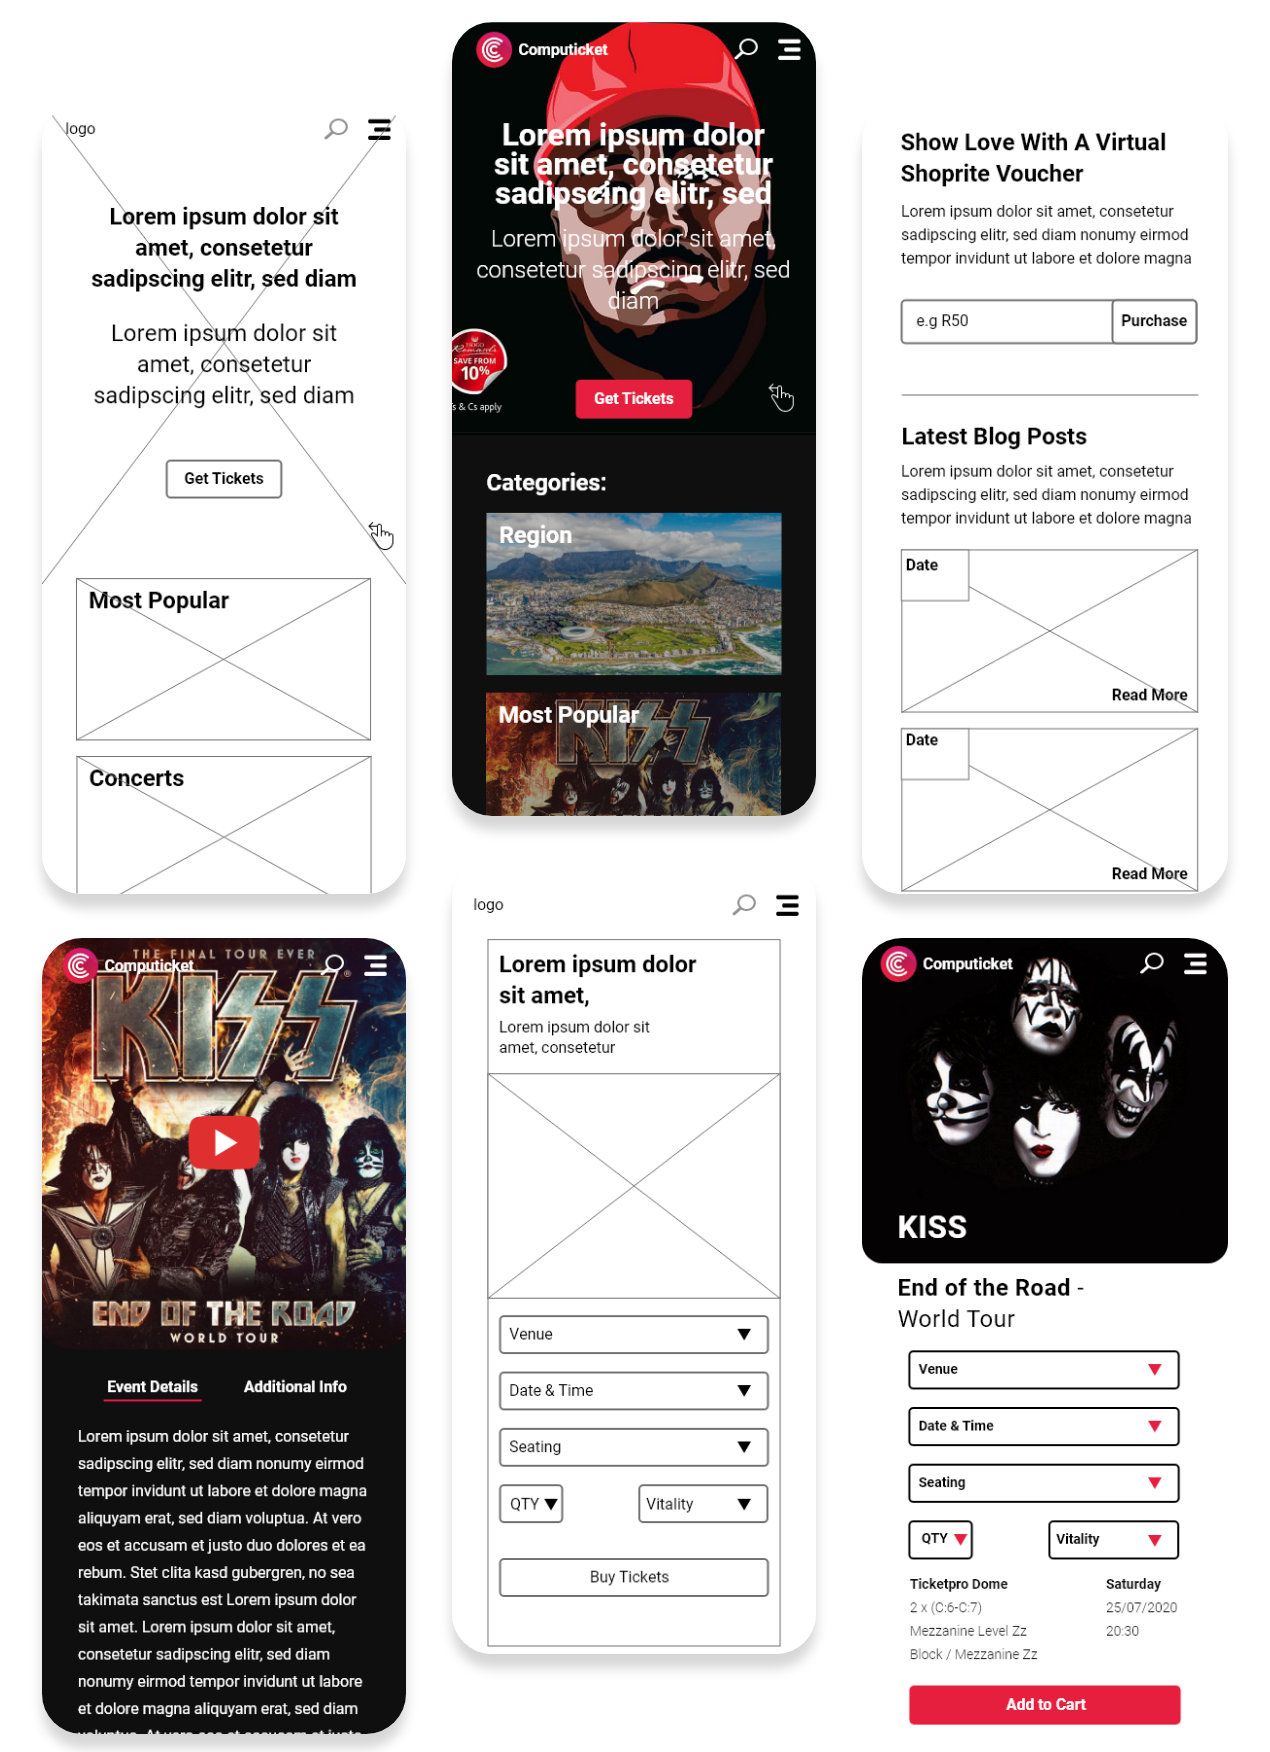 logo
Lorem ipsum dolor sit
amet, consetetur
sadipscing elitr, sed diam
Lorem ipsum dolor sit
amet, consetetur
sadipscing elitr, sed diam
Get Tickets
Most Popular
Concerts
Computicket
Lorem ipsum dolor
sit amet, consetetur
sadipscing elitr, sed
Lorem ipsum dolor sit amet,
consetetur sadipscing elitr, sed
diam
Rewards
SAVE FROM
10%
s & Cs apply
Get Tickets
Categories:
Region
Most Popular
KISS
Show Love With A Virtual
Shoprite Voucher
Lorem ipsum dolor sit amet, consetetur
sadipscing elitr, sed diam nonumy eirmod
tempor invidunt ut labore et dolore magna
e.g R50
Purchase
Latest Blog Posts
Lorem ipsum dolor sit amet, consetetur
sadipscing elitr, sed diam nonumy eirmod
tempor invidunt ut labore et dolore magna
Date
Read More
Date
Read More
THE FINAL TOUR EVER
Computicket
KISS
®
END OF THE ROAD
WORLD TOUR
Event Details
Additional Info
Lorem ipsum dolor sit amet, consetetur
sadipscing elitr, sed diam nonumy eirmod
tempor invidunt ut labore et dolore magna
aliquyam erat, sed diam voluptua. At vero
eos et accusam et justo duo dolores et ea
rebum. Stet clita kasd gubergren, no sea
takimata sanctus est Lorem ipsum dolor
sit amet. Lorem ipsum dolor sit amet,
consetetur sadipscing elitr, sed diam
nonumy eirmod tempor invidunt ut labore
et dolore magna aliquyam erat, sed diam
voluptua. At vero eos et accusam et justo
logo
Lorem ipsum dolor
sit amet,
Lorem ipsum dolor sit
amet, consetetur
Venue
Date & Time
Seating
QTY
Vitality
Buy Tickets
Computicket
KISS
End of the Road -
World Tour
Venue
Date & Time
Seating
QTY
Vitality
Ticketpro Dome
2 x (C:6-C:7)
Mezzanine Level Zz
Block / Mezzanine Zz
Saturday
25/07/2020
20:30
Add to Cart